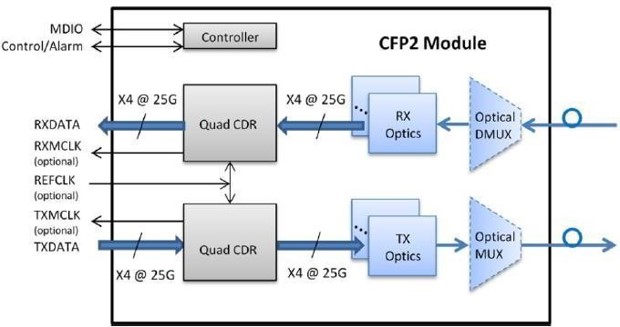 MDIO
Control/Alarm
Controller
CFP2 Module
X4 @ 25G
X4 @ 25G
RXDATA
RXMCLK
(optional)
REFCLK
(optional)
TXMCLK
(optional)
TXDATA
Quad CDR
RX
Optics
Optical
DMUX
Quad CDR
TX
Optics
Optical
MUX
X4 @ 25G
X4 @ 25G